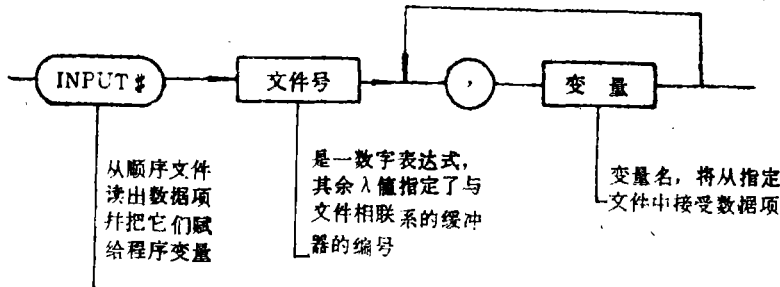 INPUT $
文件号
，
变 量
从顺序文件
读出数据项
并把它们赋
给程序变量
是一数字表达式,
其余入值指定了与
文件相联系的缓冲
器的编号
变量名，将从指定
文件中接受数据项